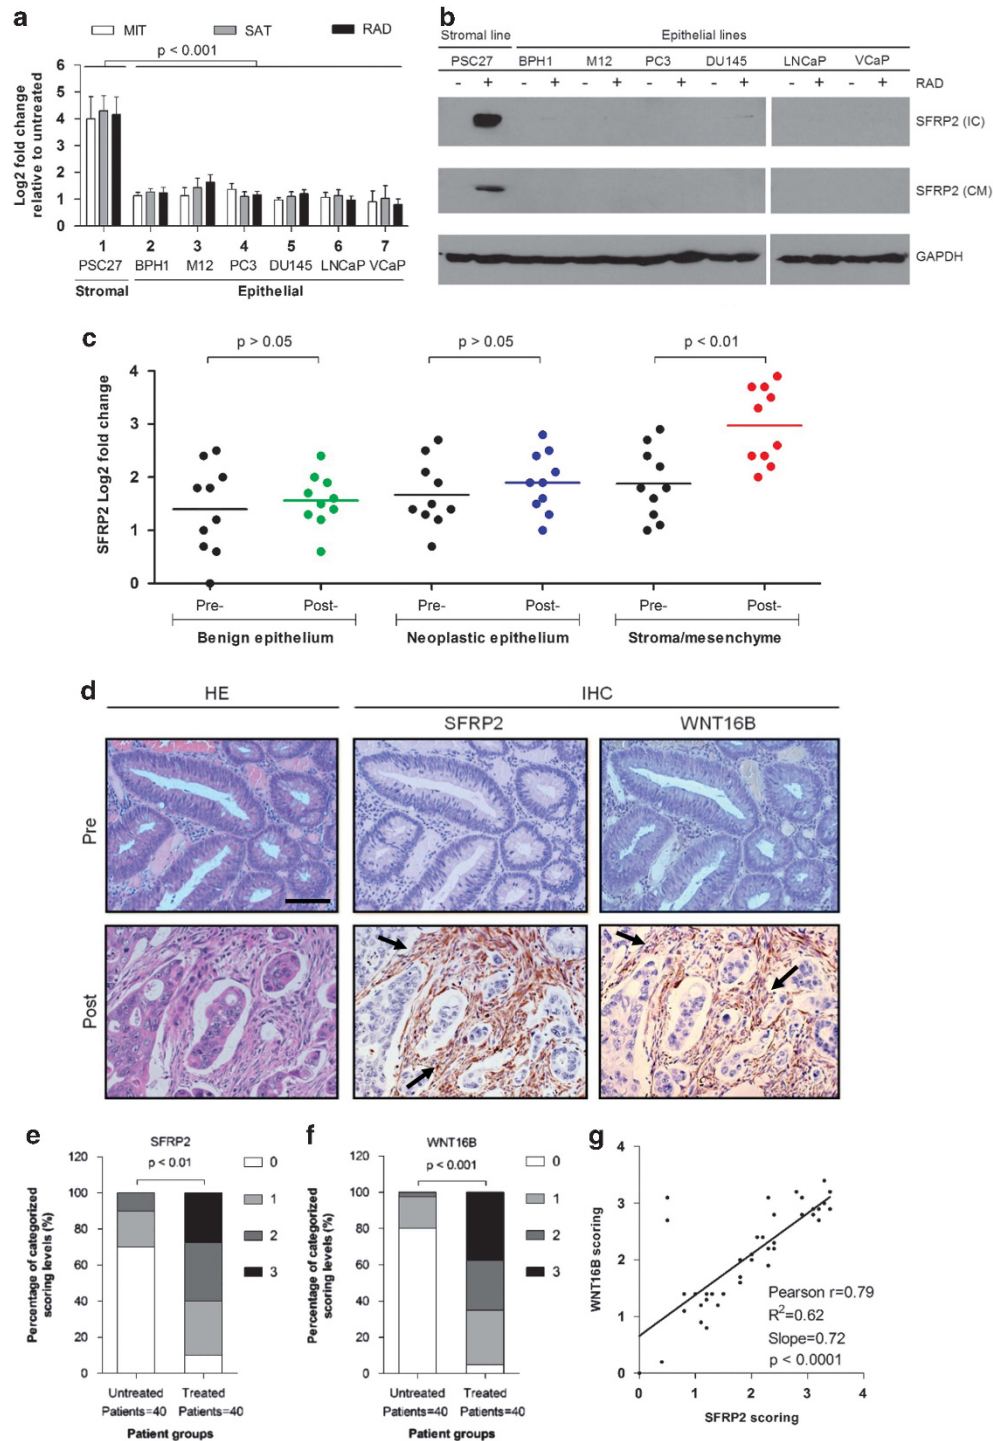 a
MIT SAT RAD
p < 0.001
Log2 fold change
relative to untreated
6
5
4
3
2
1
0
1 2 3 4 5 6 7
PSC27 BPH1 M12 PC3 DU145 LNCaP VCaP
Stromal Epithelial
b
Stromal line Epithelial lines
PSC27 BPH1 M12 PC3 DU145 LNCaP VCaP
- + - + - + - + - + - + - + RAD
SFRP2 (IC)
SFRP2 (CM)
GAPDH
c
p > 0.05 p > 0.05 p < 0.01
SFRP2 Log2 fold change
4
3
2
1
0
Pre- Post- Pre- Post- Pre- Post-
Benign epithelium Neoplastic epithelium Stroma/mesenchyme
d
HE IHC
SFRP2 WNT16B
Pre
Post
e
SFRP2
p < 0.01
Percentage of categorized
scoring levels (%)
120
100
80
60
40
20
0
0
1
2
3
Untreated Treated
Patients=40 Patients=40
Patient groups
f
WNT16B
p < 0.001
Percentage of categorized
scoring levels (%)
120
100
80
60
40
20
0
0
1
2
3
Untreated Treated
Patients=40 Patients=40
Patient groups
g
WNT16B scoring
4
3
2
1
0
Pearson r=0.79
R2=0.62
Slope=0.72
p < 0.0001
0 1 2 3 4
SFRP2 scoring